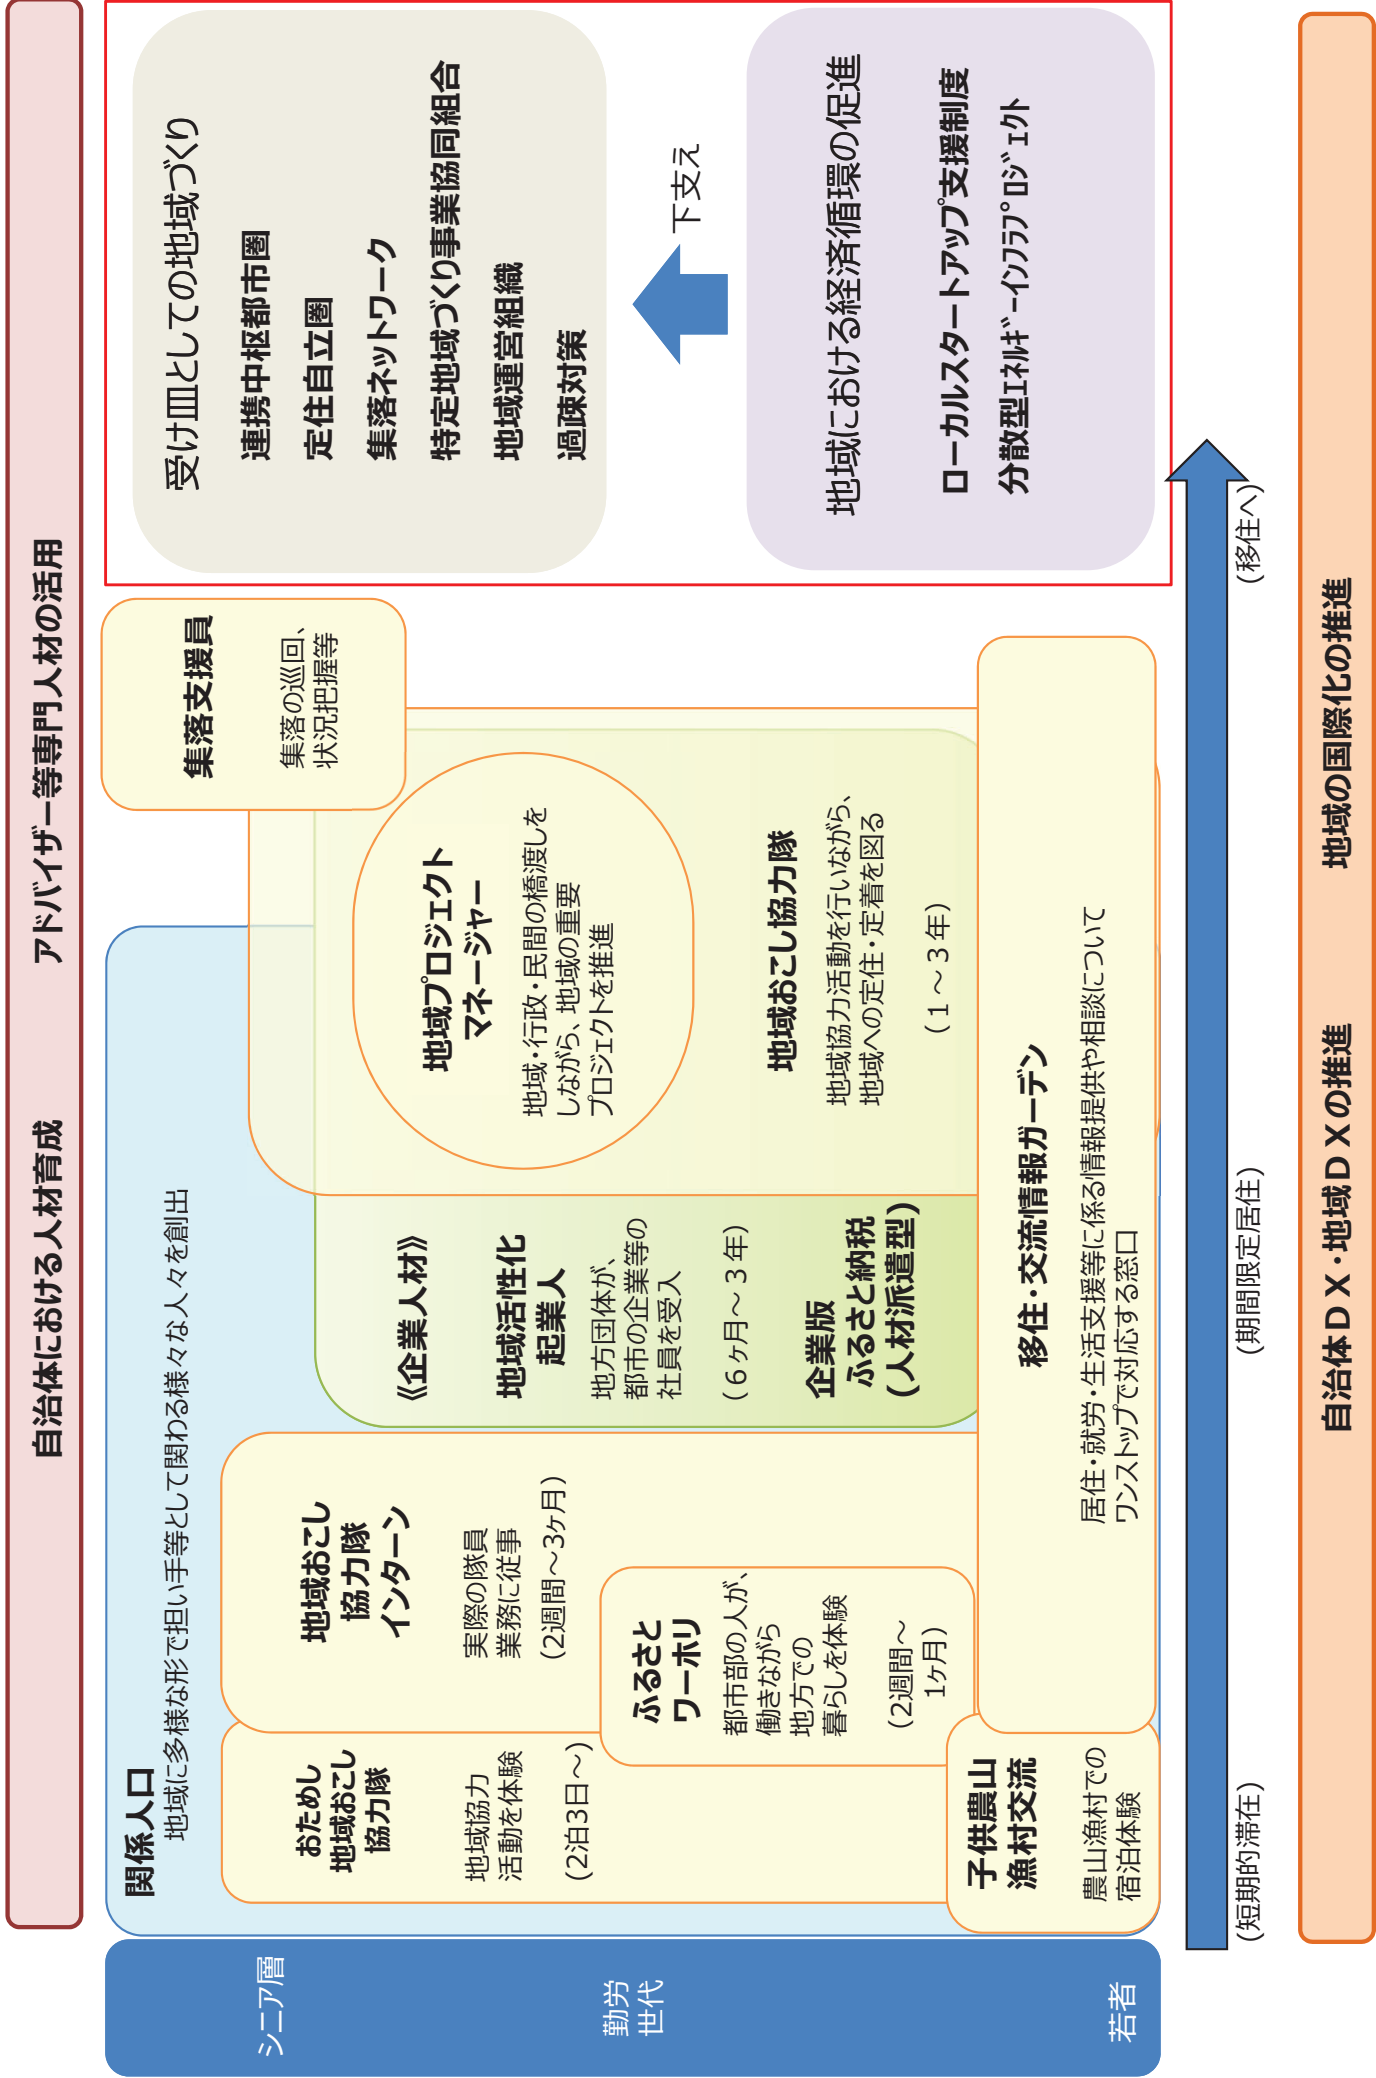 自治体における人材育成　アドバイザー等専門人材の活用
シニア層
勤労
世代
若者
関係人口
地域に多様な形で担い手等として関わる様々な人々を創出
おためし
地域おこし
協力隊
地域協力
活動を体験
（2泊3日～）
地域おこし
協力隊
インターン
実際の隊員
業務に従事
（2週間～3ヶ月）
ふるさと
ワーホリ
都市部の人が、
働きながら
地方での
暮らしを体験
（2週間～
1ヶ月）
子供農山
漁村交流
農山漁村での
宿泊体験
《企業人材》
地域活性化
起業人
地方団体が、
都市の企業等の
社員を受入
（６ヶ月～３年）
企業版
ふるさと納税
（人材派遣型）
地域プロジェクト
マネージャー
地域・行政・民間の橋渡しを
しながら、地域の重要
プロジェクトを推進
地域おこし協力隊
地域協力活動を行いながら、
地域への定住・定着を図る
（１～３年）
集落支援員
集落の巡回、
状況把握等
移住・交流情報ガーデン
居住・就労・生活支援等に係る情報提供や相談について
ワンストップで対応する窓口
受け皿としての地域づくり
連携中枢都市圏
定住自立圏
集落ネットワーク
特定地域づくり事業協同組合
地域運営組織
過疎対策
下支え
地域における経済循環の促進
ローカルスタートアップ支援制度
分散型ｴﾈﾙｷﾞｰｲﾝﾌﾗﾌﾟﾛｼﾞｪｸﾄ
（短期的滞在）
（期間限定居住）
（移住へ）
自治体ＤＸ・地域ＤＸの推進　地域の国際化の推進